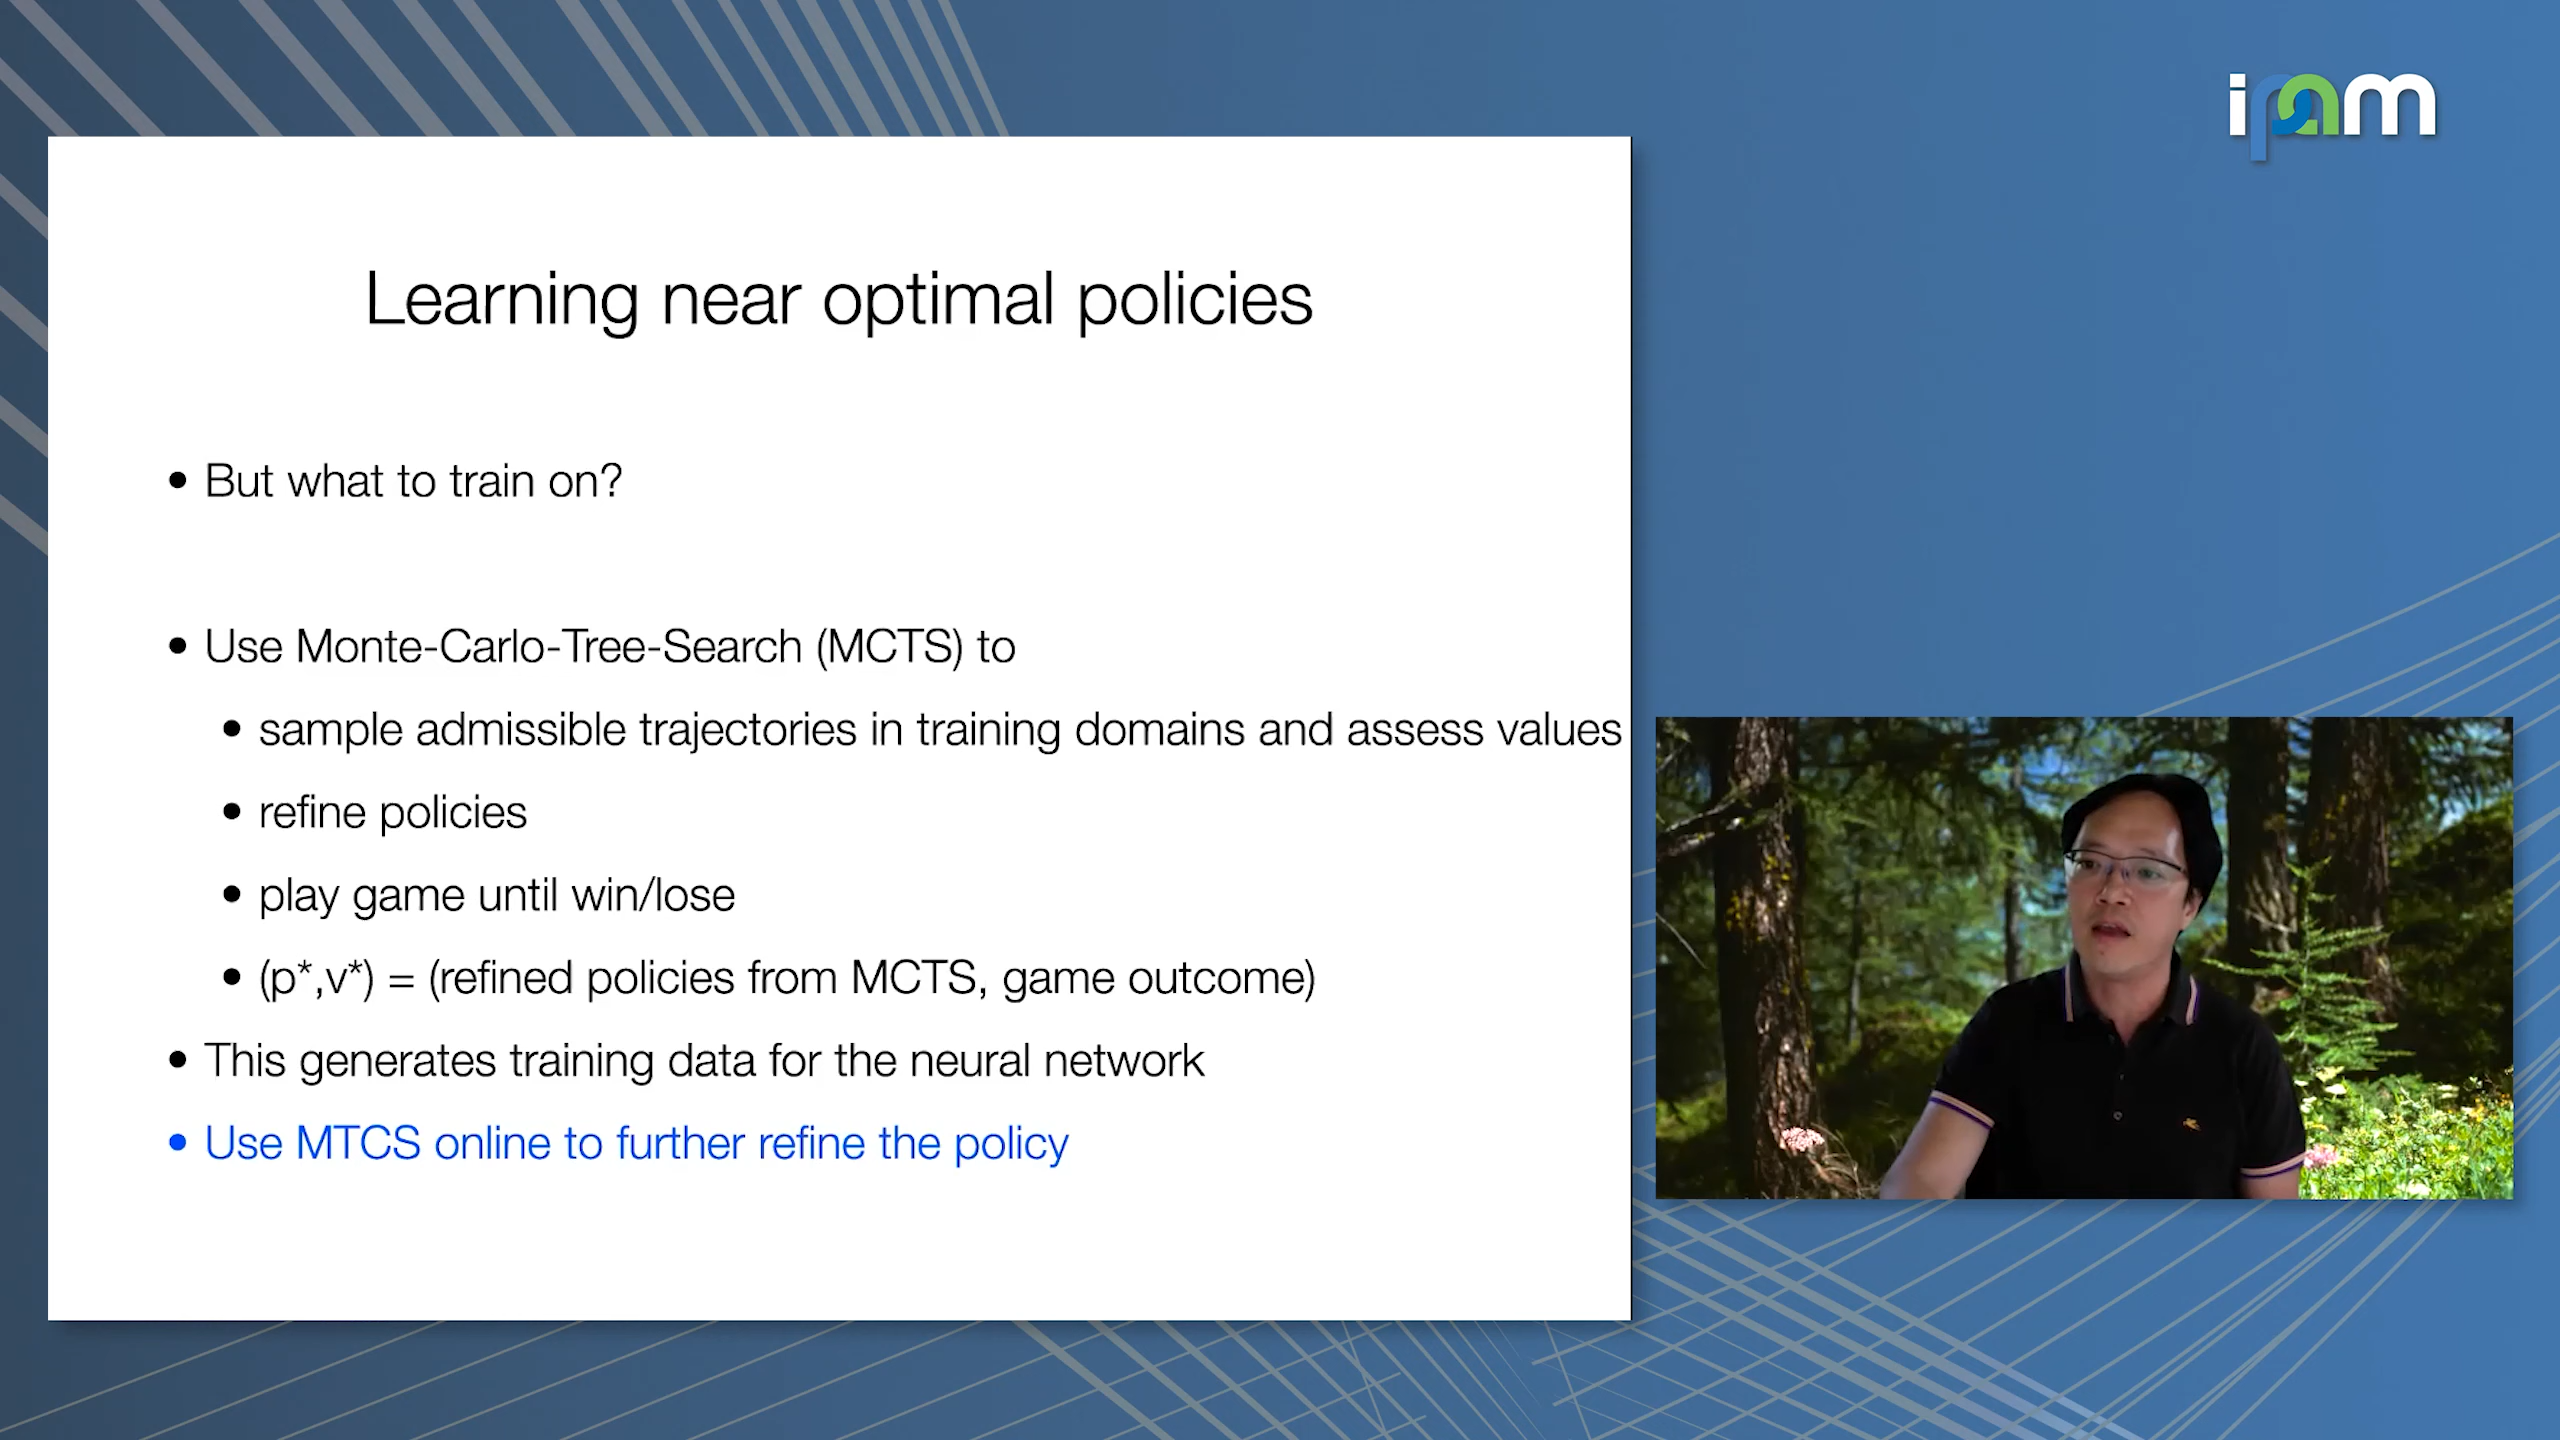 ipam
Learning near optimal policies
• But what to train on?
• Use Monte-Carlo-Tree-Search (MCTS) to
• sample admissible trajectories in training domains and assess values
• refine policies
• play game until win/lose
• (p*,v*) = (refined policies from MCTS, game outcome)
• This generates training data for the neural network
• Use MTCS online to further refine the policy